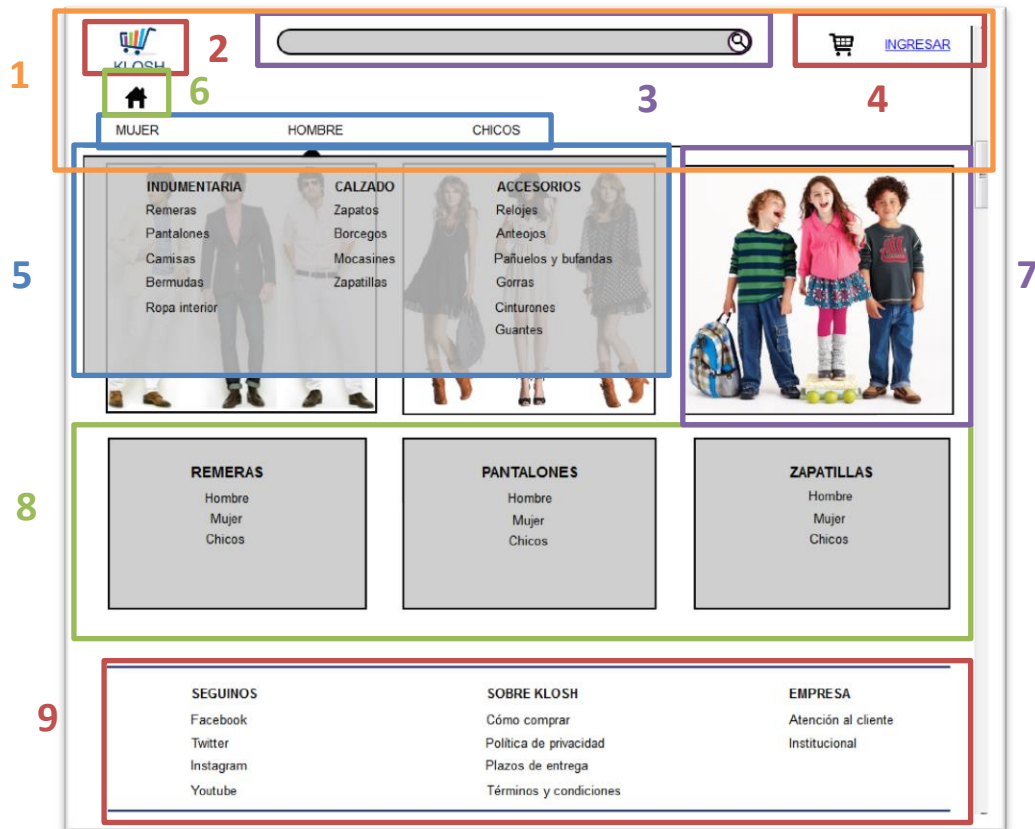 1
KLOSH
2
3
INGRESAR
4
6
MUJER HOMBRE CHICOS
5
INDUMENTARIA
Remeras
Pantalones
Camisas
Bermudas
Ropa interior
CALZADO
Zapatos
Borcegos
Mocasines
Zapatillas
ACCESORIOS
Relojes
Anteojos
Pañuelos y bufandas
Gorras
Cinturones
Guantes
7
8
REMERAS
Hombre
Mujer
Chicos
PANTALONES
Hombre
Mujer
Chicos
ZAPATILLAS
Hombre
Mujer
Chicos
9
SEGUINOS
Facebook
Twitter
Instagram
Youtube
SOBRE KLOSH
Cómo comprar
Política de privacidad
Plazos de entrega
Términos y condiciones
EMPRESA
Atención al cliente
Institucional